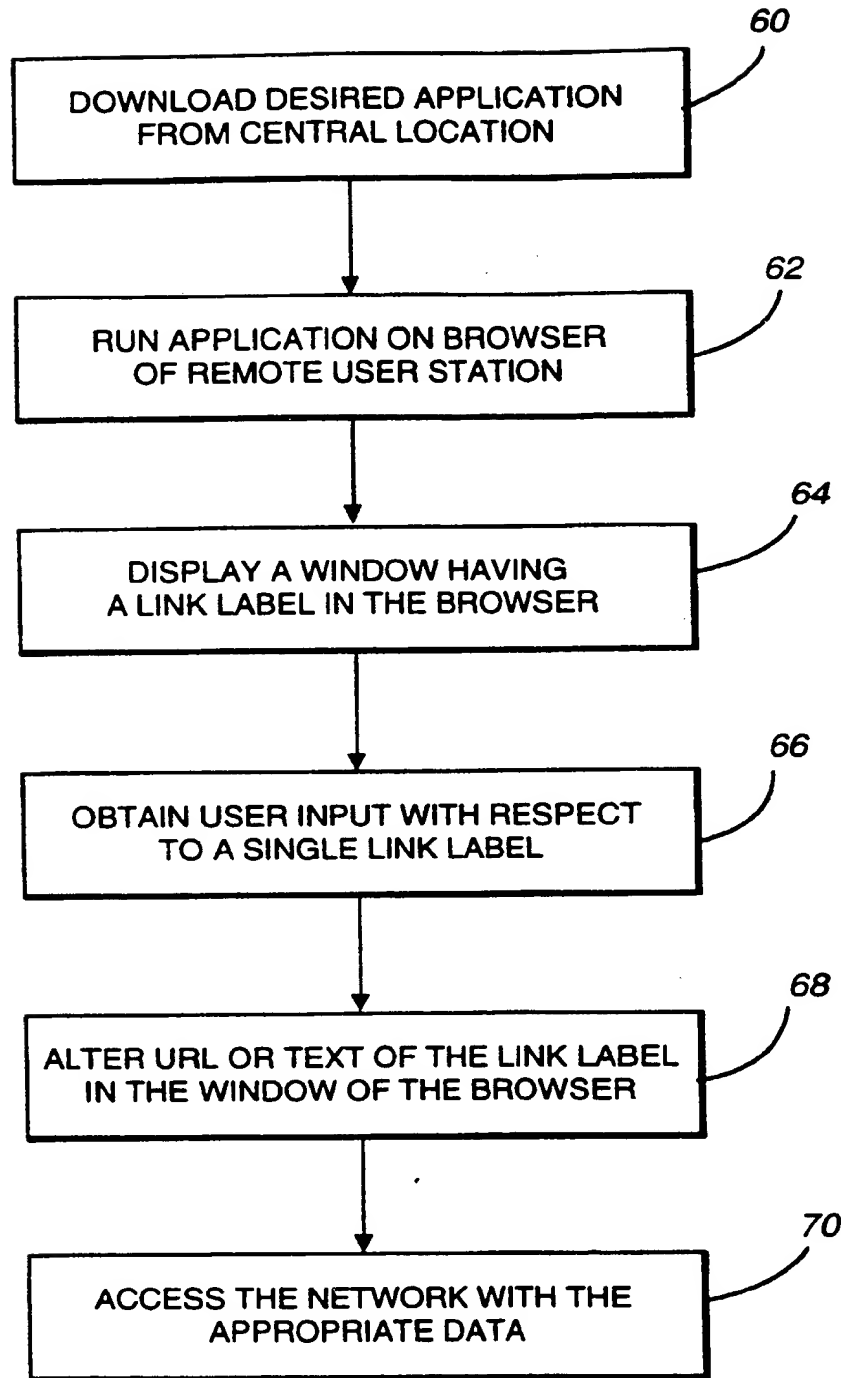 60
DOWNLOAD DESIRED APPLICATION
FROM CENTRAL LOCATION
62
RUN APPLICATION ON BROWSER
OF REMOTE USER STATION
64
DISPLAY A WINDOW HAVING
A LINK LABEL IN THE BROWSER
66
OBTAIN USER INPUT WITH RESPECT
TO A SINGLE LINK LABEL
68
ALTER URL OR TEXT OF THE LINK LABEL
IN THE WINDOW OF THE BROWSER
70
ACCESS THE NETWORK WITH THE
APPROPRIATE DATA